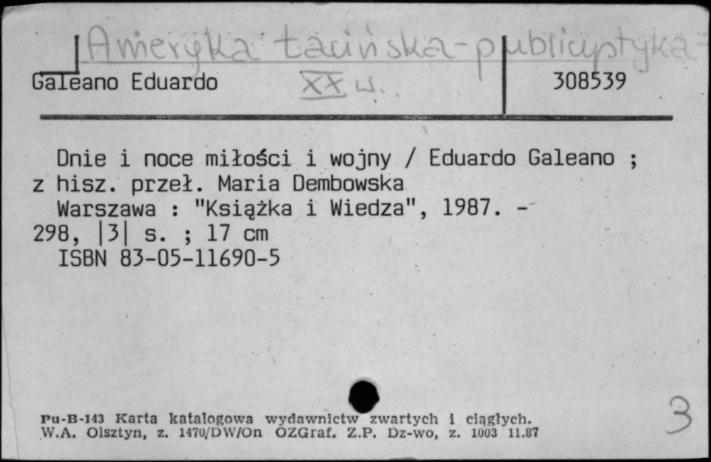 Ameryka Łacińska - publicystyka -
XX w.
Galeano Eduardo 308539
Dnie i noce miłości i wojny / Eduardo Galeano ;
z hisz. przeł. Maria Dembowska
Warszawa : "Książka i Wiedza", 1987. -
298, |3| s. ; 17 cm
ISBN 83-05-11690-5
Pu-B-143 Karta katalogowa wydawnictw zwartych i ciągłych.
W.A. Olsztyn, z. 1470/DW/On OZGraf. Z.P. Dz-wo, z. 1003 11.87
3